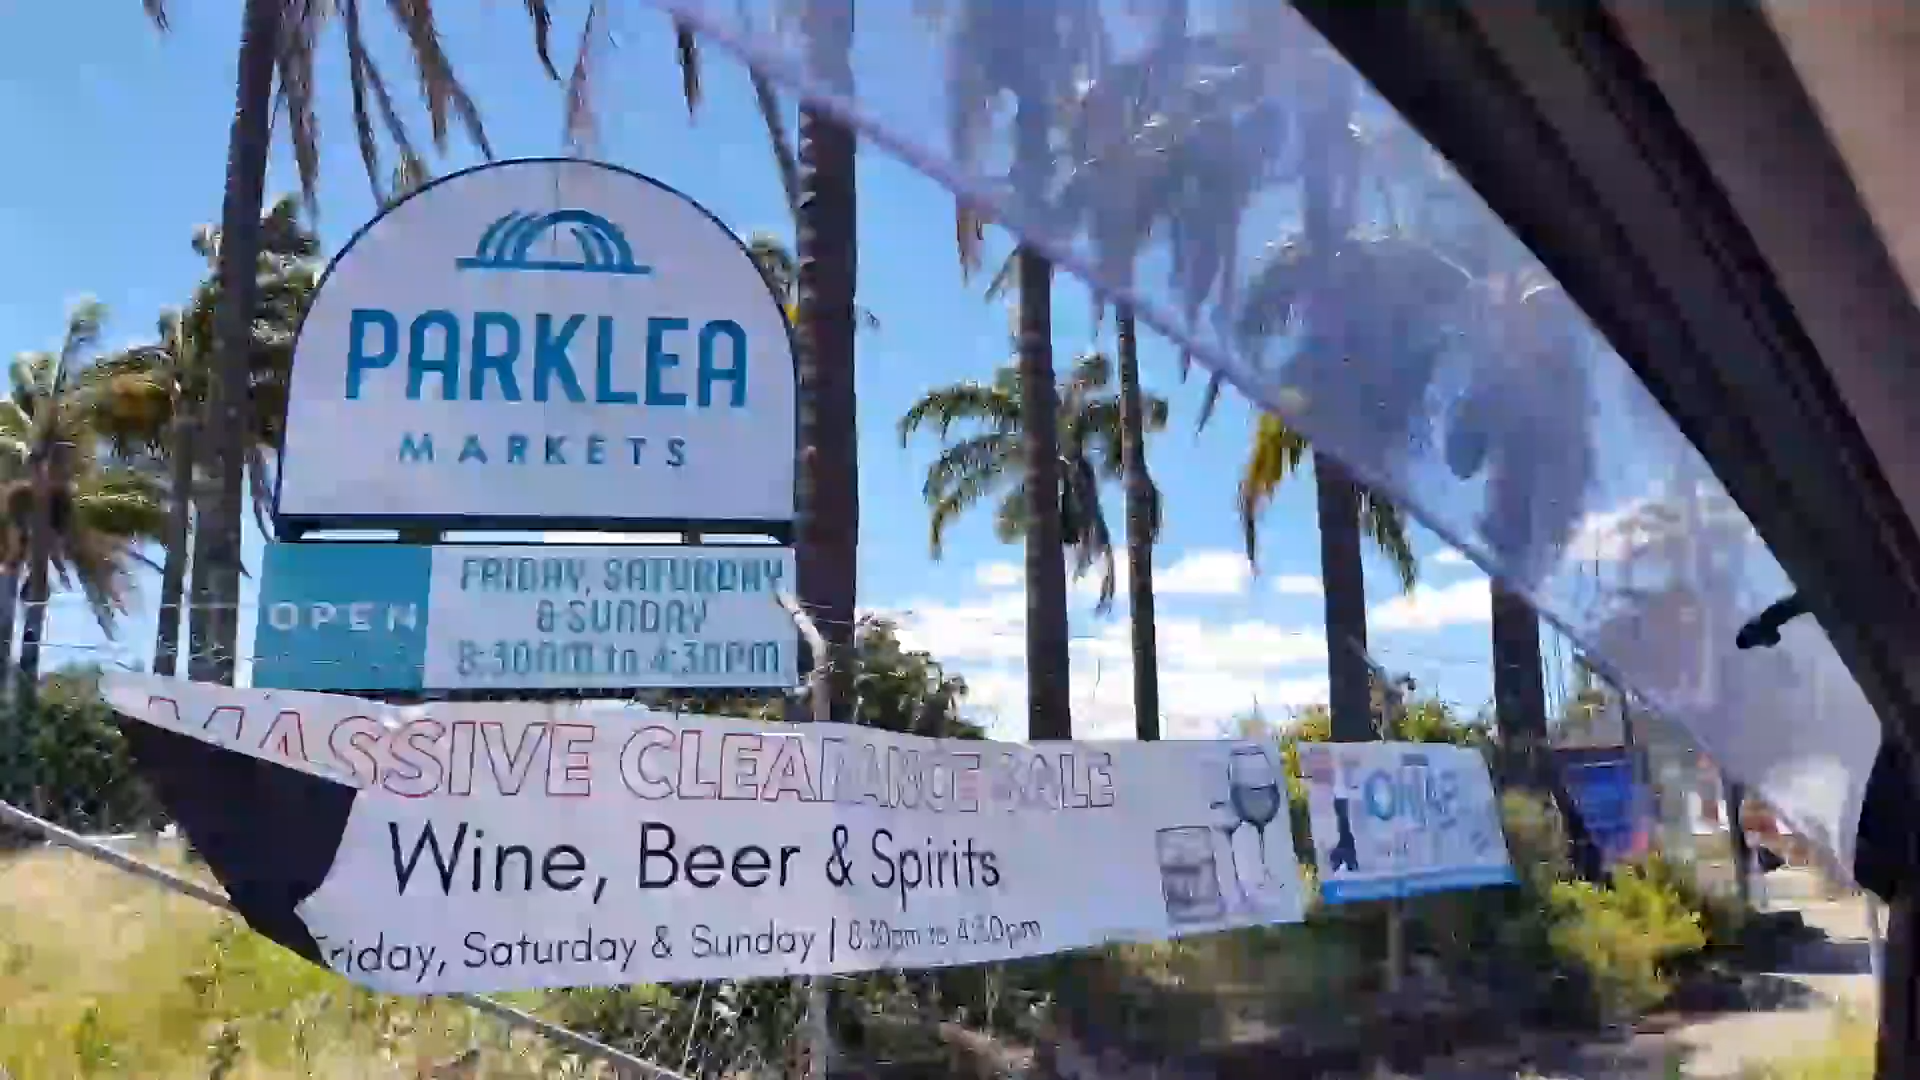 PARKLEA
MARKETS
OPEN
FRIDAY, SATURDAY
& SUNDAY
8:30AM to 4:30PM
MASSIVE CLEARANCE SALE
Wine, Beer & Spirits
Friday, Saturday & Sunday | 8:30am to 4:30pm